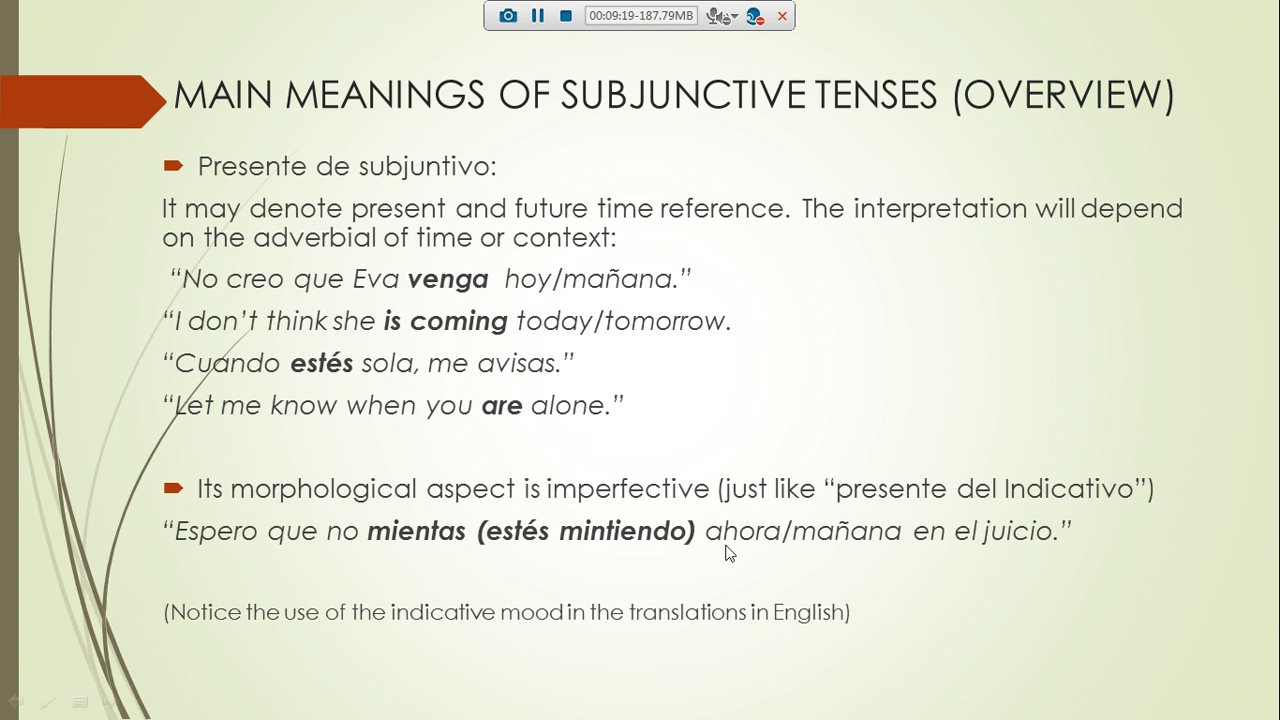 00:09:19-187.79MB
MAIN MEANINGS OF SUBJUNCTIVE TENSES (OVERVIEW)
Presente de subjuntivo:
It may denote present and future time reference. The interpretation will depend
on the adverbial of time or context:
“No creo que Eva venga hoy/mañana.”
“I don’t think she is coming today/tomorrow.
“Cuando estés sola, me avisas.”
“Let me know when you are alone.”
Its morphological aspect is imperfective (just like “presente del Indicativo”)
“Espero que no mientas (estés mintiendo) ahora/mañana en el juicio.”
(Notice the use of the indicative mood in the translations in English)